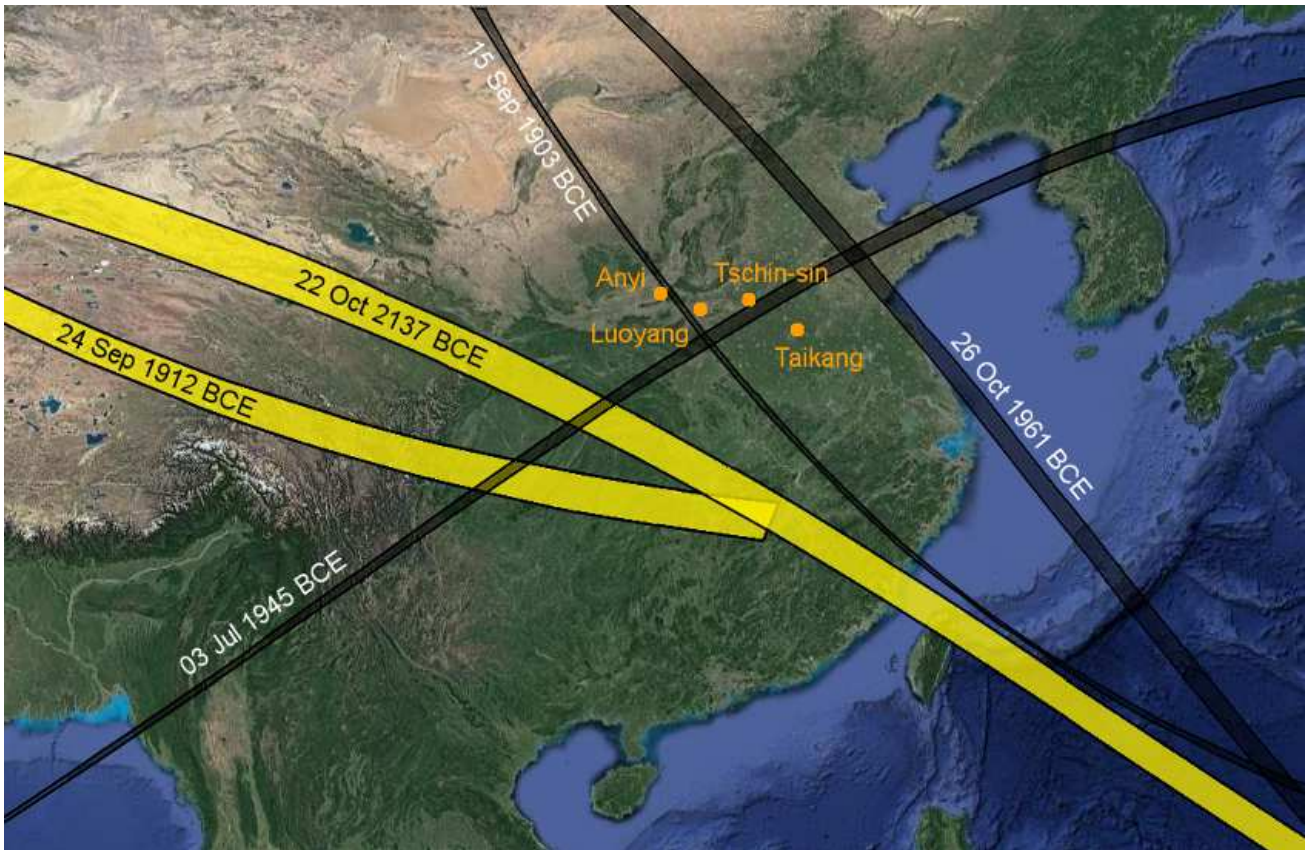 15 Sep 1903 BCE
22 Oct 2137 BCE
24 Sep 1912 BCE
Anyi
Tschin-sin
Luoyang
Taikang
26 Oct 1961 BCE
03 Jul 1945 BCE